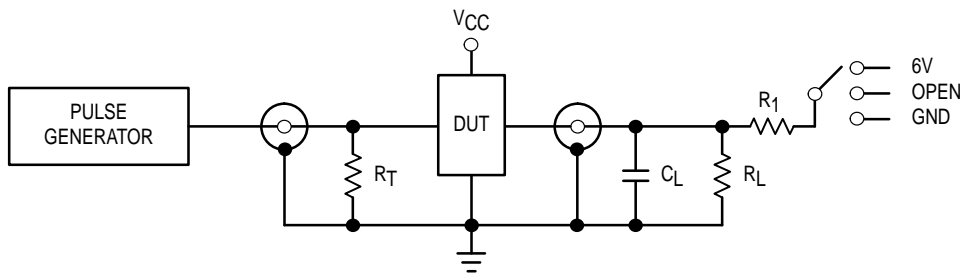 VCC
PULSE
GENERATOR
DUT
RT
CL
RL
R1
6V
OPEN
GND